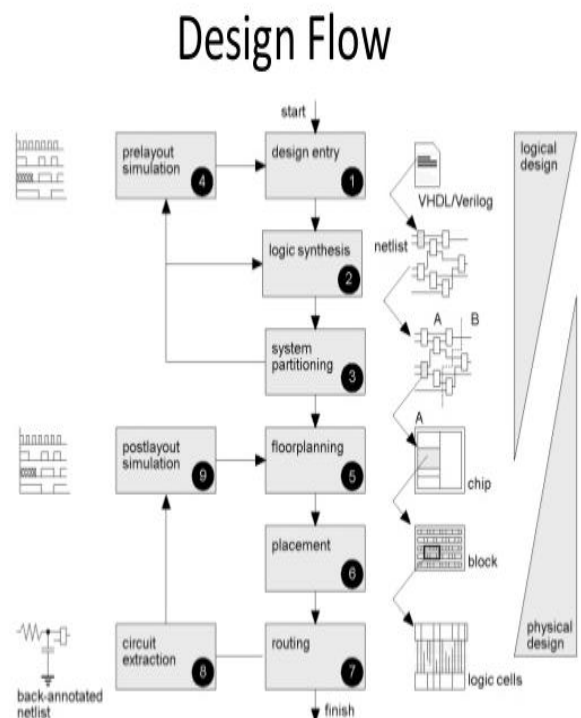 Design Flow
start
prelayout
simulation
4
design entry
1
logical
design
VHDL/Verilog
logic synthesis
2
netlist
system
partitioning
3
A B
postlayout
simulation
9
floorplanning
5
A
chip
placement
6
block
circuit
extraction
8
routing
7
physical
design
logic cells
back-annotated
netlist
finish